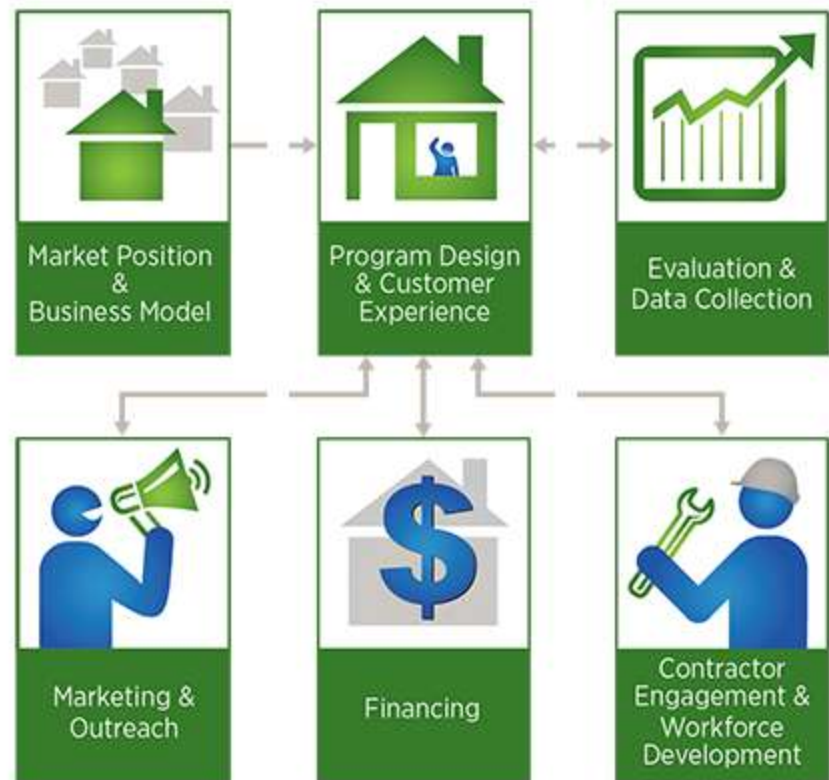 Market Position
&
Business Model
Program Design
& Customer
Experience
Evaluation &
Data Collection
Marketing &
Outreach
$
Financing
Contractor
Engagement &
Workforce
Development